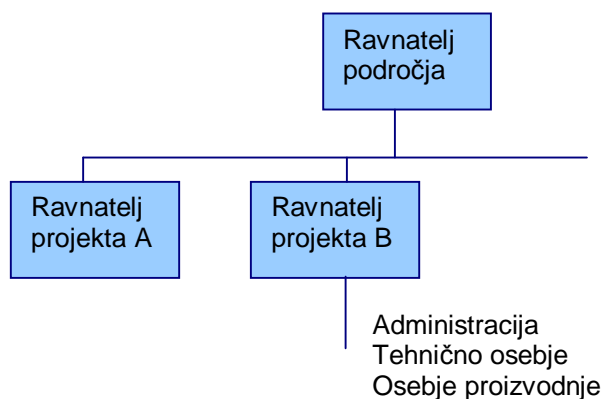 Ravnatelj
področja
Ravnatelj
projekta A
Ravnatelj
projekta B
Administracija
Tehnično osebje
Osebje proizvodnje